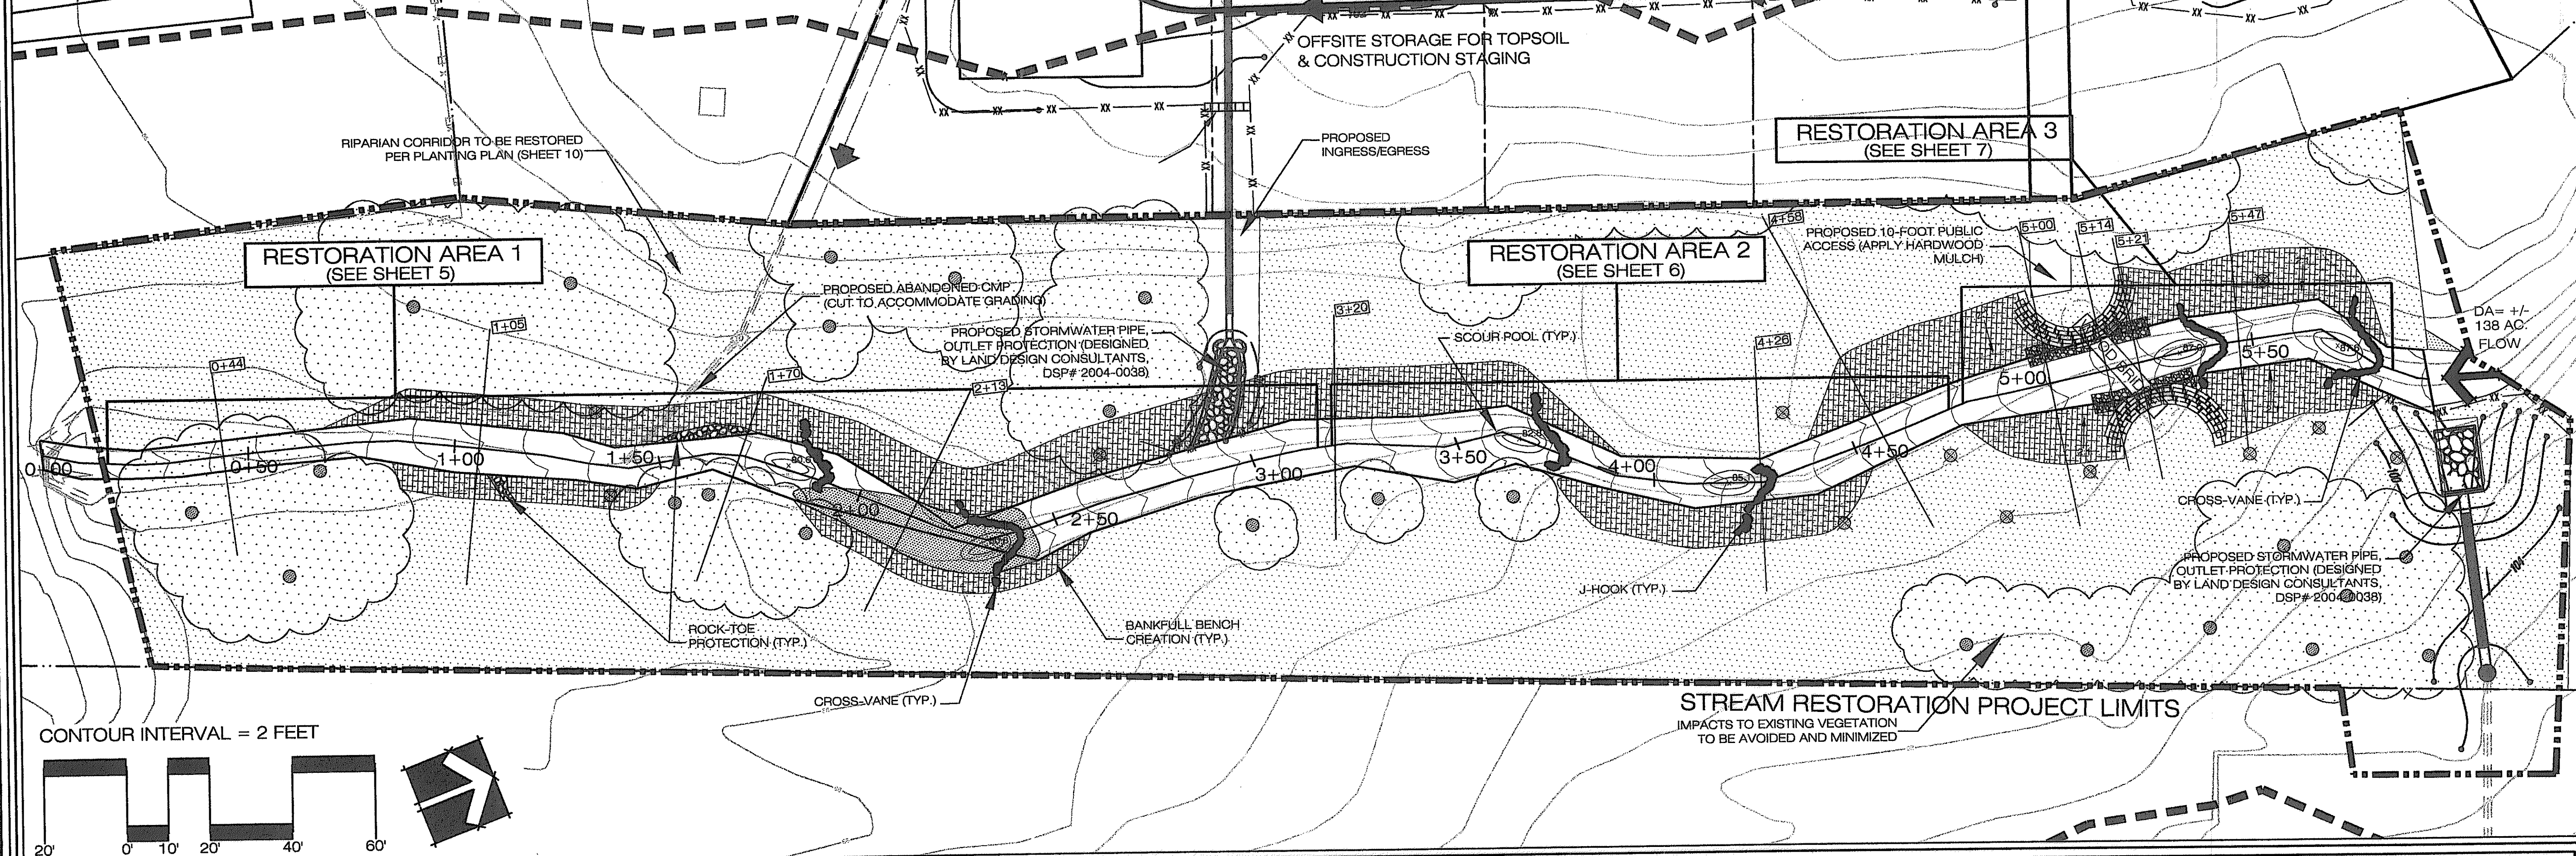 OFFSITE STORAGE FOR TOPSOIL
& CONSTRUCTION STAGING
RIPARIAN CORRIDOR TO BE RESTORED
PER PLANTING PLAN (SHEET 10)
PROPOSED
INGRESS/EGRESS
RESTORATION AREA 3
(SEE SHEET 7)
RESTORATION AREA 1
(SEE SHEET 5)
RESTORATION AREA 2
(SEE SHEET 6)
PROPOSED 10-FOOT PUBLIC
ACCESS (APPLY HARDWOOD
MULCH)
4+58
5+00
5+14
5+21
5+47
PROPOSED ABANDONED CMP
(CUT TO ACCOMMODATE GRADING)
PROPOSED STORMWATER PIPE,
OUTLET PROTECTION (DESIGNED
BY LAND DESIGN CONSULTANTS,
DSP# 2004-0038)
SCOUR POOL (TYP.)
DA= +/-
138 AC.
FLOW
0+44
1+05
1+70
2+13
3+20
4+26
0+00
0+50
1+00
1+50
2+00
2+50
3+00
3+50
4+00
4+50
5+00
5+50
CROSS-VANE (TYP.)
J-HOOK (TYP.)
PROPOSED STORMWATER PIPE,
OUTLET PROTECTION (DESIGNED
BY LAND DESIGN CONSULTANTS,
DSP# 2004-0038)
104
ROCK-TOE
PROTECTION (TYP.)
BANKFULL BENCH
CREATION (TYP.)
CROSS-VANE (TYP.)
STREAM RESTORATION PROJECT LIMITS
IMPACTS TO EXISTING VEGETATION
TO BE AVOIDED AND MINIMIZED
CONTOUR INTERVAL = 2 FEET
20' 0' 10' 20' 40' 60'